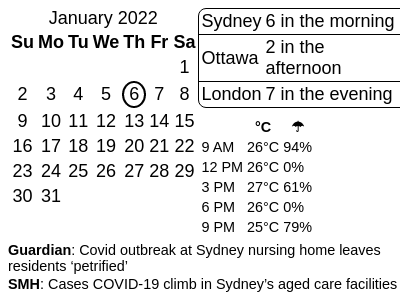 January 2022
Su Mo Tu We Th Fr Sa
1
2 3 4 5 6 7 8
9 10 11 12 13 14 15
16 17 18 19 20 21 22
23 24 25 26 27 28 29
30 31
Sydney 6 in the morning
Ottawa 2 in the
afternoon
London 7 in the evening
°C ☂
9 AM 26°C 94%
12 PM 26°C 0%
3 PM 27°C 61%
6 PM 26°C 0%
9 PM 25°C 79%
Guardian: Covid outbreak at Sydney nursing home leaves
residents ‘petrified’
SMH: Cases COVID-19 climb in Sydney’s aged care facilities